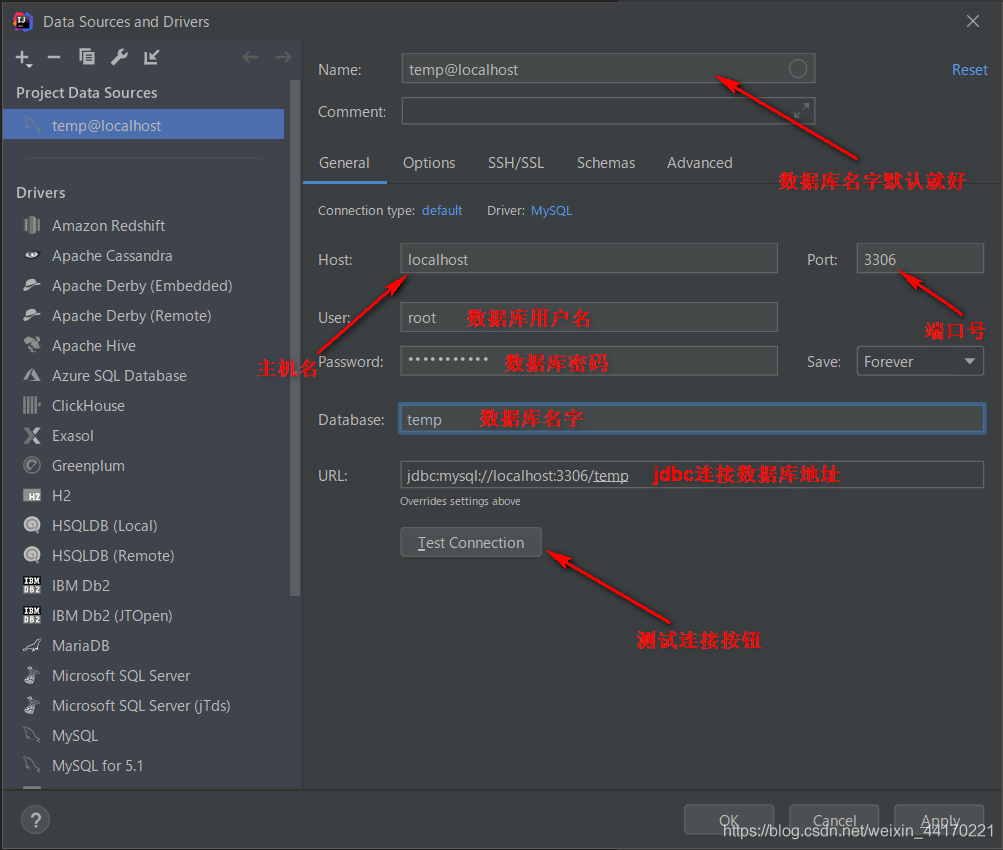 Data Sources and Drivers
Project Data Sources
temp@localhost
Drivers
Amazon Redshift
Apache Cassandra
Apache Derby (Embedded)
Apache Derby (Remote)
Apache Hive
Azure SQL Database
ClickHouse
Exasol
Greenplum
H2 H2
HSQLDB (Local)
HSQLDB (Remote)
IBM DB2 IBM Db2
IBM DB2 IBM Db2 (JTOpen)
MariaDB
Microsoft SQL Server
Microsoft SQL Server (jTds)
MySQL
MySQL for 5.1
Name: temp@localhost Reset
Comment:
数据库名字默认就好
General Options SSH/SSL Schemas Advanced
Connection type: default Driver: MySQL
Host: localhost Port: 3306
主机名
端口号
User: root 数据库用户名
Password: ••••••••••• 数据库密码 Save: Forever
Database: temp 数据库名字
URL: jdbc:mysql://localhost:3306/temp jdbc连接数据库地址
Overrides settings above
Test Connection
测试连接按钮
? OK Cancel Apply
https://blog.csdn.net/weixin_44170221